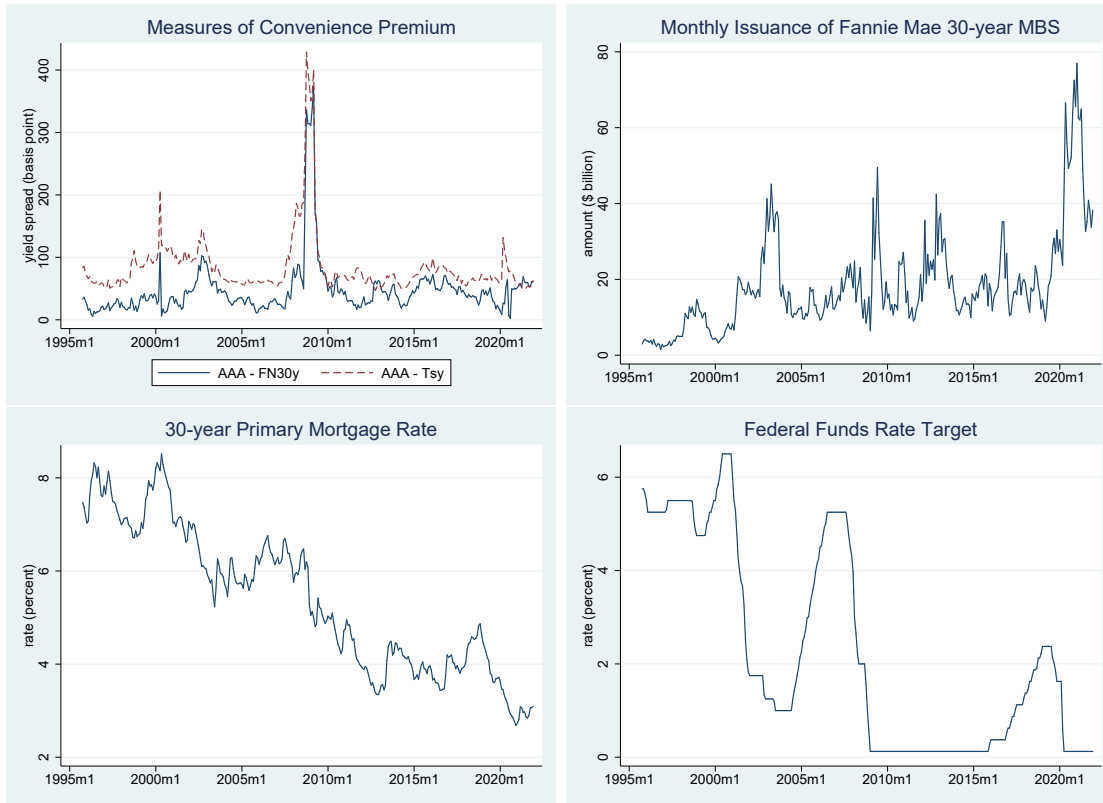 Measures of Convenience Premium
yield spread (basis point)
400
300
200
100
0
1995m1 2000m1 2005m1 2010m1 2015m1 2020m1
AAA - FN30y AAA - Tsy
Monthly Issuance of Fannie Mae 30-year MBS
amount ($ billion)
80
60
40
20
0
1995m1 2000m1 2005m1 2010m1 2015m1 2020m1
30-year Primary Mortgage Rate
rate (percent)
8
6
4
2
1995m1 2000m1 2005m1 2010m1 2015m1 2020m1
Federal Funds Rate Target
rate (percent)
6
4
2
0
1995m1 2000m1 2005m1 2010m1 2015m1 2020m1